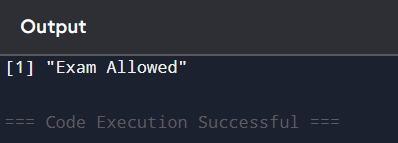 Output
[1] "Exam Allowed"
=== Code Execution Successful ===